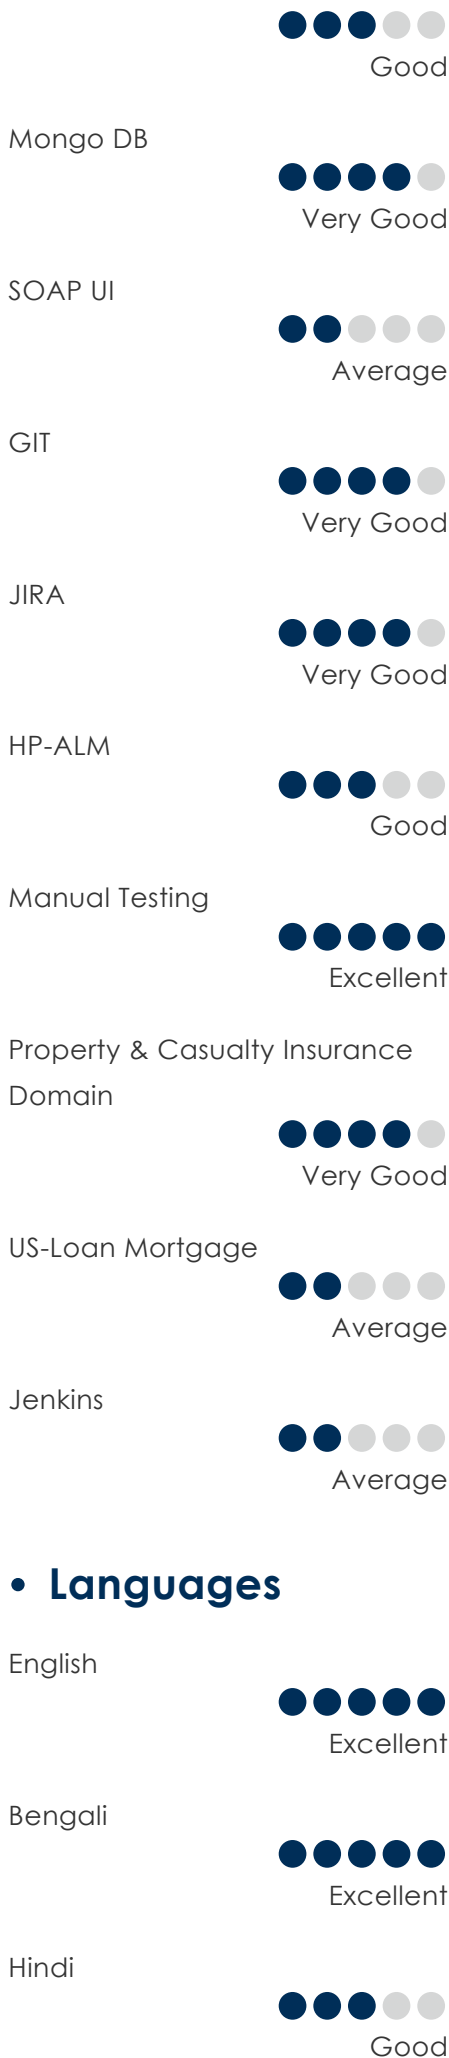 Good
Mongo DB
Very Good
SOAP UI
Average
GIT
Very Good
JIRA
Very Good
HP-ALM
Good
Manual Testing
Excellent
Property & Casualty Insurance
Domain
Very Good
US-Loan Mortgage
Average
Jenkins
Average
• Languages
English
Excellent
Bengali
Excellent
Hindi
Good